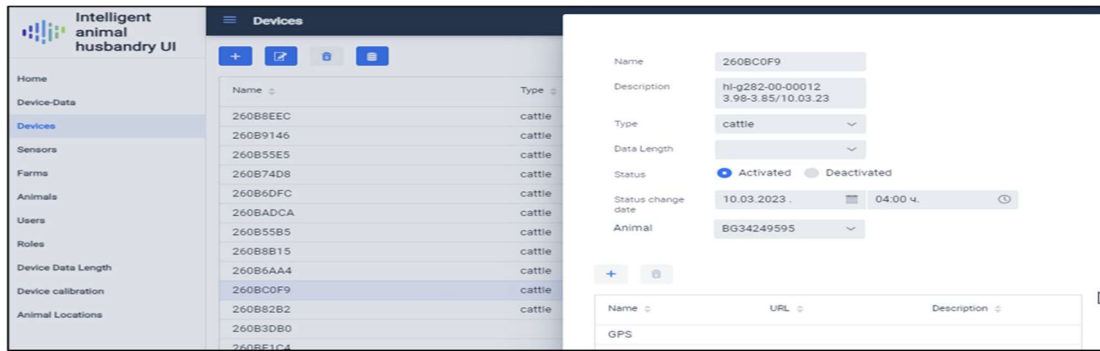 Intelligent
animal
husbandry UI
Home
Device-Data
Devices
Sensors
Farms
Animals
Users
Roles
Device Data Length
Device calibration
Animal Locations
Devices
Name Type
260B8EEC cattle
260B9146 cattle
260B55E5 cattle
260B74D8 cattle
260B6DFC cattle
260BADCA cattle
260B55B5 cattle
260B8B15 cattle
260B6AA4 cattle
260BC0F9 cattle
260B82B2 cattle
260B3DB0
260BE1C4
Name 260BC0F9
Description hl-g282-00-00012
3.98-3.85/10.03.23
Type cattle
Data Length
Status Activated Deactivated
Status change
date 10.03.2023 . 04:00 ч.
Animal BG34249595
Name URL Description
GPS